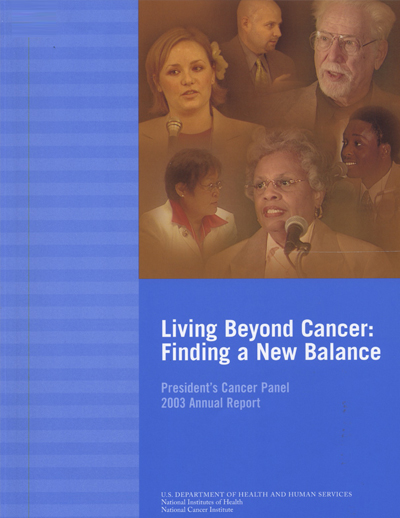 Living Beyond Cancer:
Finding a New Balance
President's Cancer Panel
2003 Annual Report
U.S. DEPARTMENT OF HEALTH AND HUMAN SERVICES
National Institutes of Health
National Cancer Institute